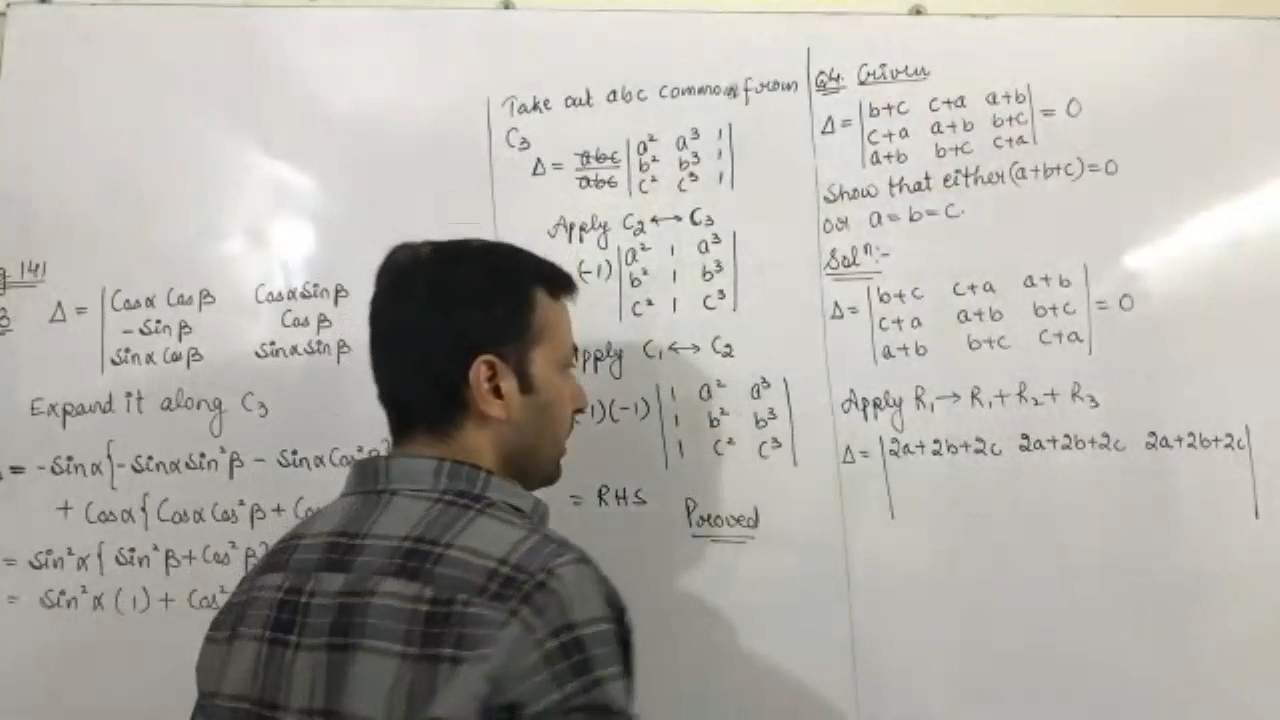 141
Δ = | Cosα Cosβ Cosα Sinβ
-Sinβ Cosβ
Sinα Cosβ Sinα Sinβ
Expand it along C₃
= -Sinα{-Sinα Sin²β - Sinα Cos²β}
+ Cosα{Cosα Cos²β + Cos
= Sin²α{Sin²β + Cos²β}
= Sin²α (1) + Cos²
Take out abc common from
C₃
Δ = abc/abc | a² a³ 1 |
| b² b³ 1 |
| c² c³ 1 |
Apply C₂ ↔ C₃
(-1) | a² 1 a³ |
| b² 1 b³ |
| c² 1 c³ |
pply C₁ ↔ C₂
-1)(-1) | 1 a² a³ |
| 1 b² b³ |
| 1 c² c³ |
= RHS
Proved
Q4. Given
Δ = | b+c c+a a+b | = 0
| c+a a+b b+c |
| a+b b+c c+a |
Show that either (a+b+c)=0
or a=b=c.
Solⁿ:-
Δ = | b+c c+a a+b | = 0
| c+a a+b b+c |
| a+b b+c c+a |
Apply R₁→ R₁+R₂+R₃
Δ = | 2a+2b+2c 2a+2b+2c 2a+2b+2c |